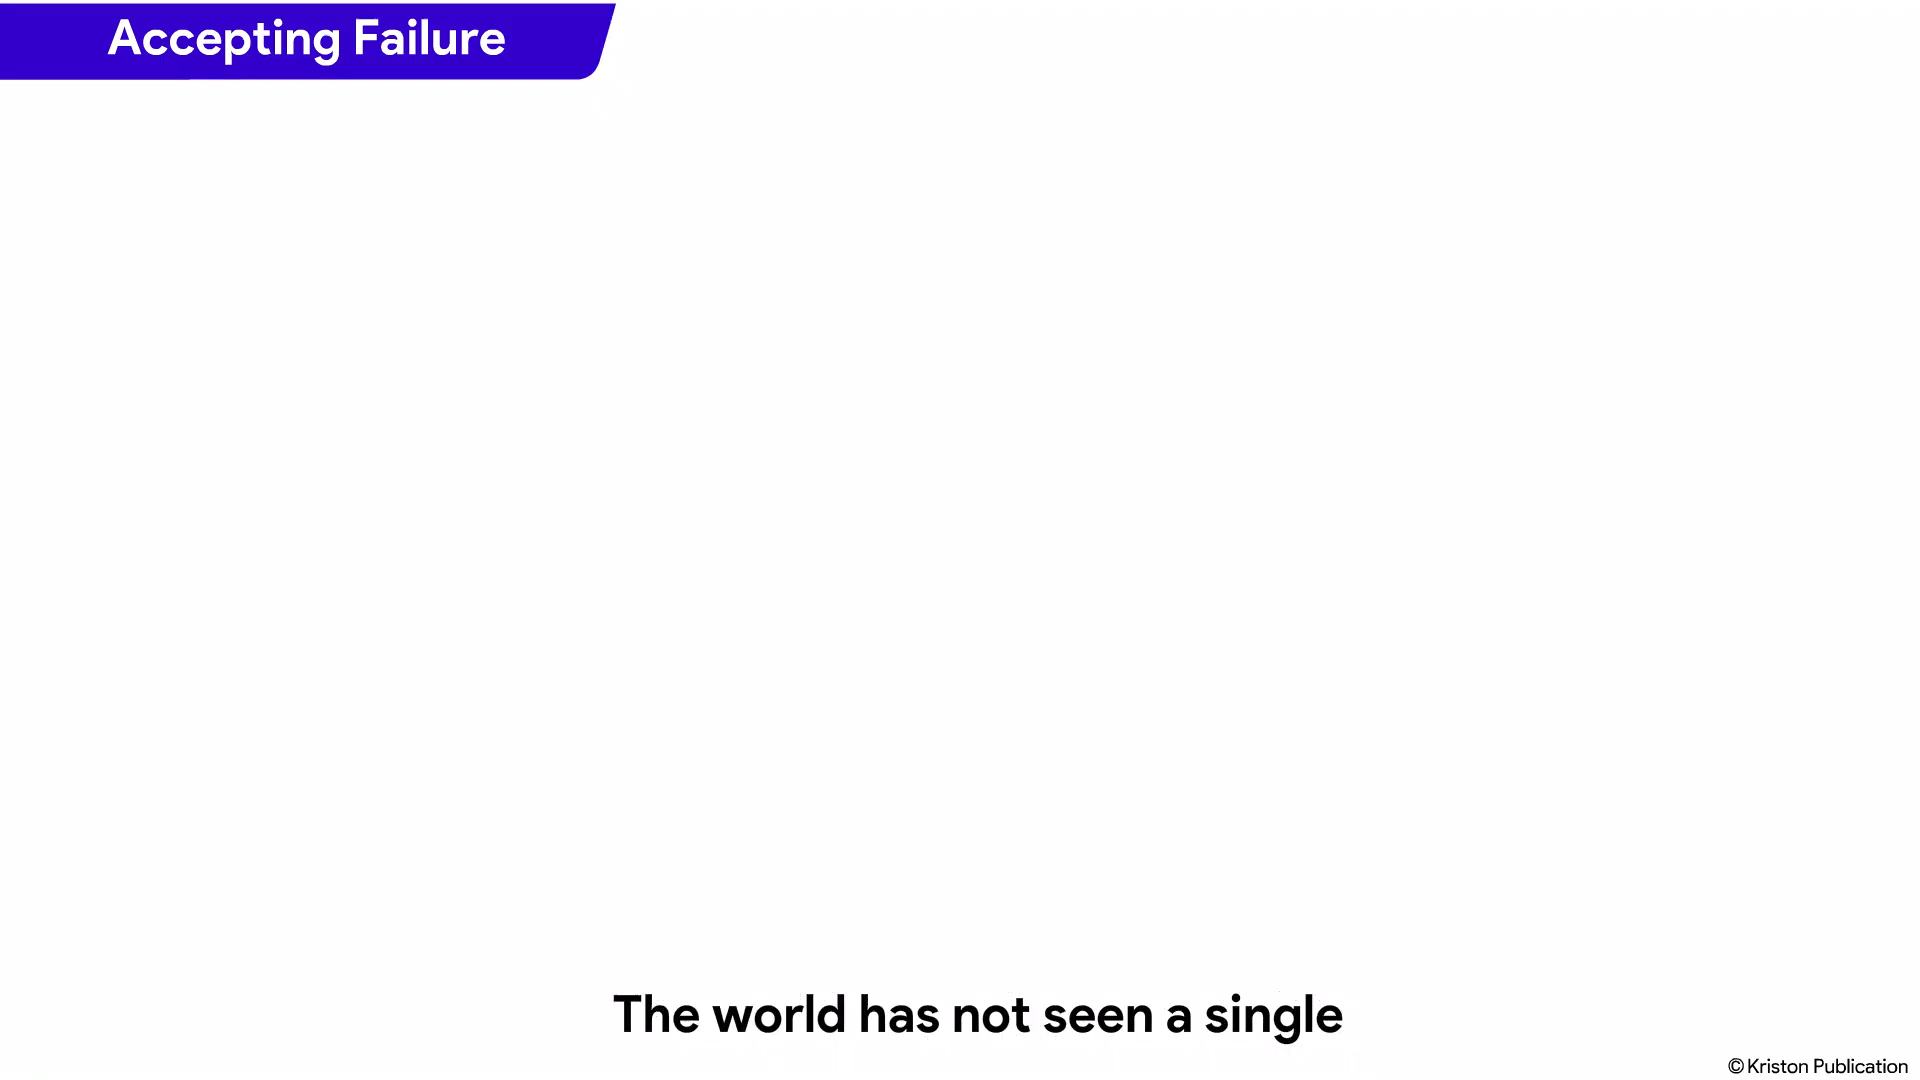 Accepting Failure
The world has not seen a single
© Kriston Publication